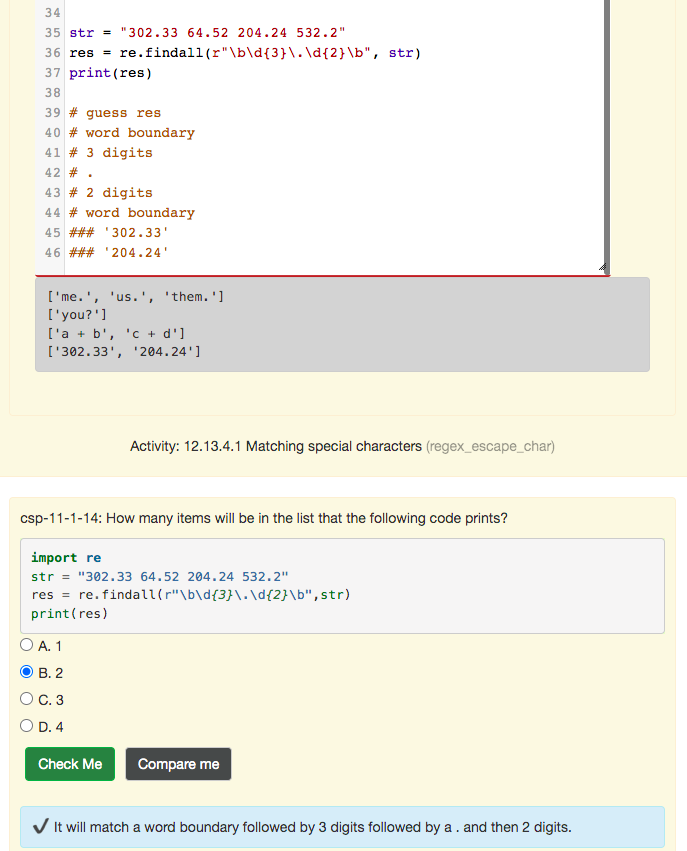 34
35 str = "302.33 64.52 204.24 532.2"
36 res = re.findall(r"\b\d{3}\.\d{2}\b", str)
37 print(res)
38
39 # guess res
40 # word boundary
41 # 3 digits
42 # .
43 # 2 digits
44 # word boundary
45 ### '302.33'
46 ### '204.24'
['me.', 'us.', 'them.']
['you?']
['a + b', 'c + d']
['302.33', '204.24']
Activity: 12.13.4.1 Matching special characters (regex_escape_char)
csp-11-1-14: How many items will be in the list that the following code prints?
import re
str = "302.33 64.52 204.24 532.2"
res = re.findall(r"\b\d{3}\.\d{2}\b",str)
print(res)
A. 1
B. 2
C. 3
D. 4
Check Me Compare me
✔ It will match a word boundary followed by 3 digits followed by a . and then 2 digits.